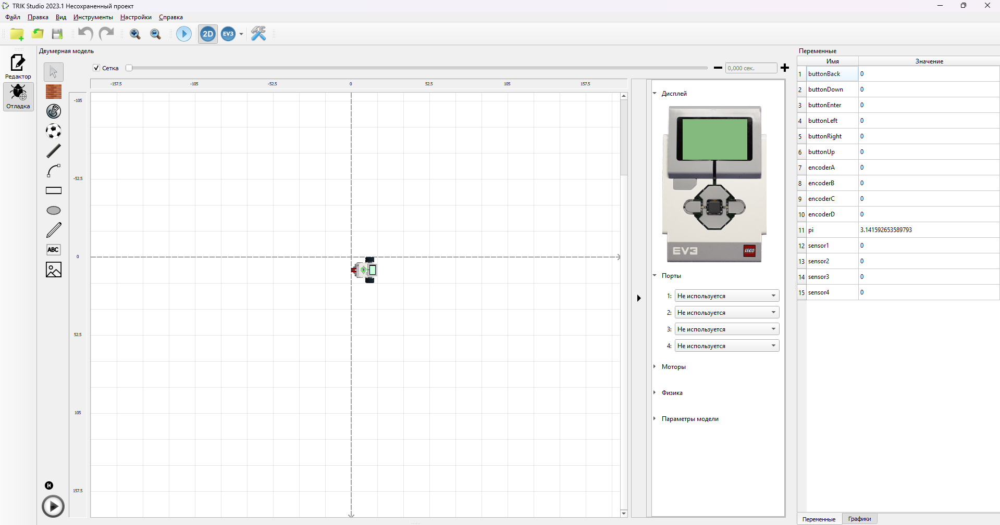 TRIK Studio 2023.1 Несохраненный проект
Файл Правка Вид Инструменты Настройки Справка
2D EV3
Редактор
Отладка
Двумерная модель
Сетка
0,000 сек.
-157.5 -105 -52.5 0 52.5 105 157.5
-105
-52.5
0
52.5
105
157.5
ABC
Дисплей
EV3 LEGO
Порты
1: Не используется
2: Не используется
3: Не используется
4: Не используется
Моторы
Физика
Параметры модели
Переменные
Имя Значение
1 buttonBack 0
2 buttonDown 0
3 buttonEnter 0
4 buttonLeft 0
5 buttonRight 0
6 buttonUp 0
7 encoderA 0
8 encoderB 0
9 encoderC 0
10 encoderD 0
11 pi 3.141592653589793
12 sensor1 0
13 sensor2 0
14 sensor3 0
15 sensor4 0
Переменные Графики